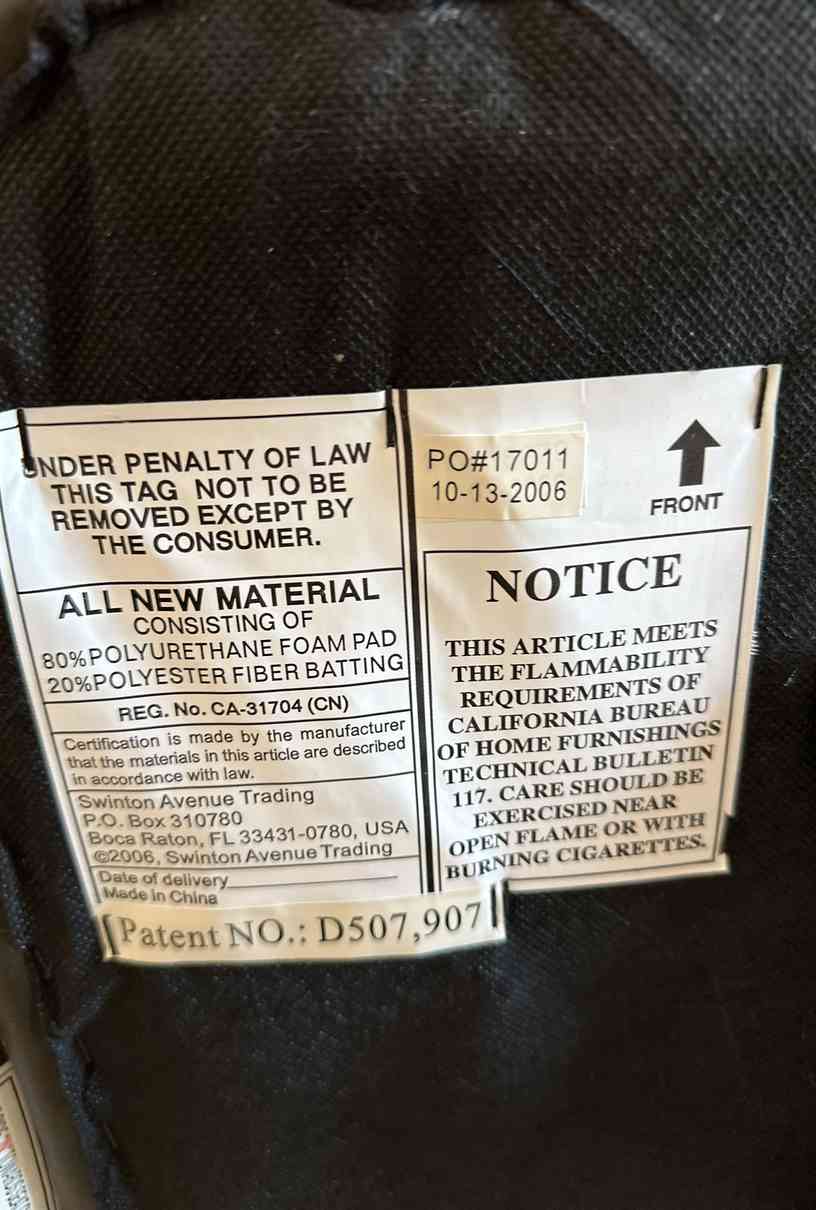 UNDER PENALTY OF LAW
THIS TAG NOT TO BE
REMOVED EXCEPT BY
THE CONSUMER.
ALL NEW MATERIAL
CONSISTING OF
80%POLYURETHANE FOAM PAD
20%POLYESTER FIBER BATTING
REG. No. CA-31704 (CN)
Certification is made by the manufacturer
that the materials in this article are described
in accordance with law.
Swinton Avenue Trading
P.O. Box 310780
Boca Raton, FL 33431-0780, USA
©2006, Swinton Avenue Trading
Date of delivery
Made in China
Patent NO.: D507,907
PO#17011
10-13-2006
FRONT
NOTICE
THIS ARTICLE MEETS
THE FLAMMABILITY
REQUIREMENTS OF
CALIFORNIA BUREAU
OF HOME FURNISHINGS
TECHNICAL BULLETIN
117. CARE SHOULD BE
EXERCISED NEAR
OPEN FLAME OR WITH
BURNING CIGARETTES.